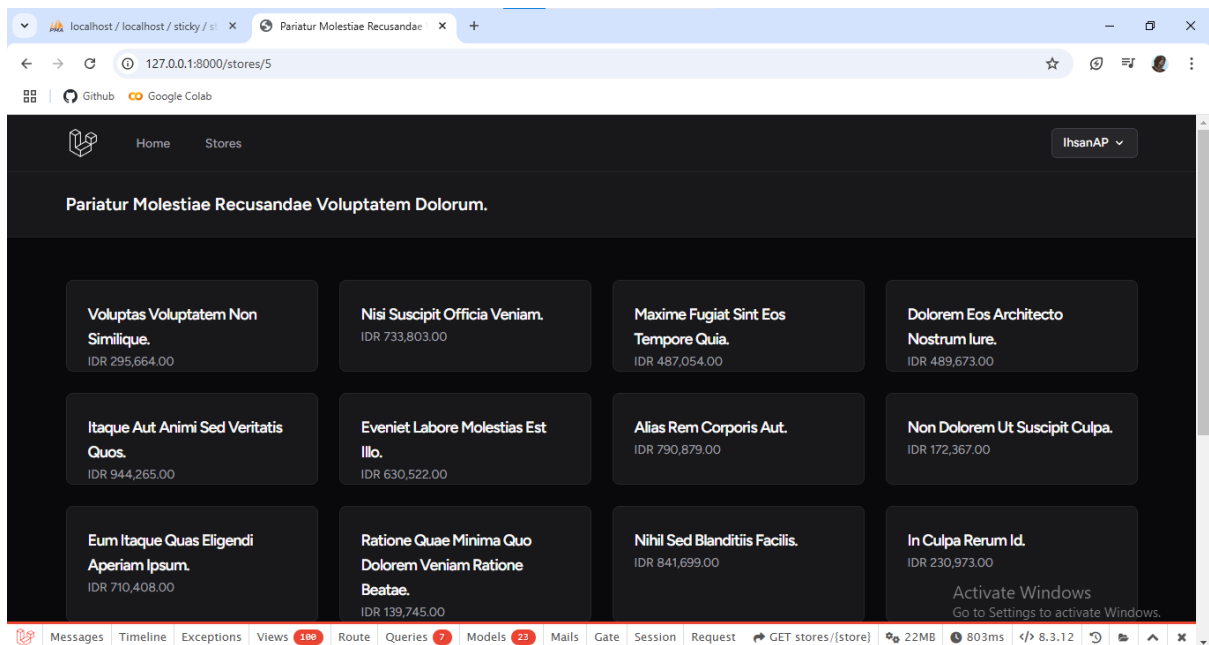 localhost / localhost / sticky / st
Pariatur Molestiae Recusandae V
127.0.0.1:8000/stores/5
Github
Google Colab
Home
Stores
IhsanAP
Pariatur Molestiae Recusandae Voluptatem Dolorum.
Voluptas Voluptatem Non
Similique.
IDR 295,664.00
Nisi Suscipit Officia Veniam.
IDR 733,803.00
Maxime Fugiat Sint Eos
Tempore Quia.
IDR 487,054.00
Dolorem Eos Architecto
Nostrum Iure.
IDR 489,673.00
Itaque Aut Animi Sed Veritatis
Quos.
IDR 944,265.00
Eveniet Labore Molestias Est
Illo.
IDR 630,522.00
Alias Rem Corporis Aut.
IDR 790,879.00
Non Dolorem Ut Suscipit Culpa.
IDR 172,367.00
Eum Itaque Quas Eligendi
Aperiam Ipsum.
IDR 710,408.00
Ratione Quae Minima Quo
Dolorem Veniam Ratione
Beatae.
IDR 139,745.00
Nihil Sed Blanditiis Facilis.
IDR 841,699.00
In Culpa Rerum Id.
IDR 230,973.00
Activate Windows
Go to Settings to activate Windows.
Messages Timeline Exceptions Views 100 Route Queries 7 Models 23 Mails Gate Session Request GET stores/{store} 22MB 803ms </> 8.3.12